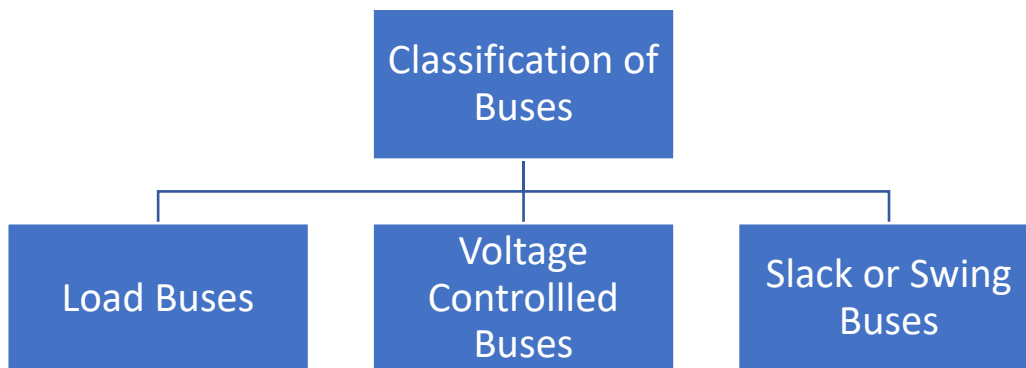 Classification of
Buses
Load Buses
Voltage
Controllled
Buses
Slack or Swing
Buses